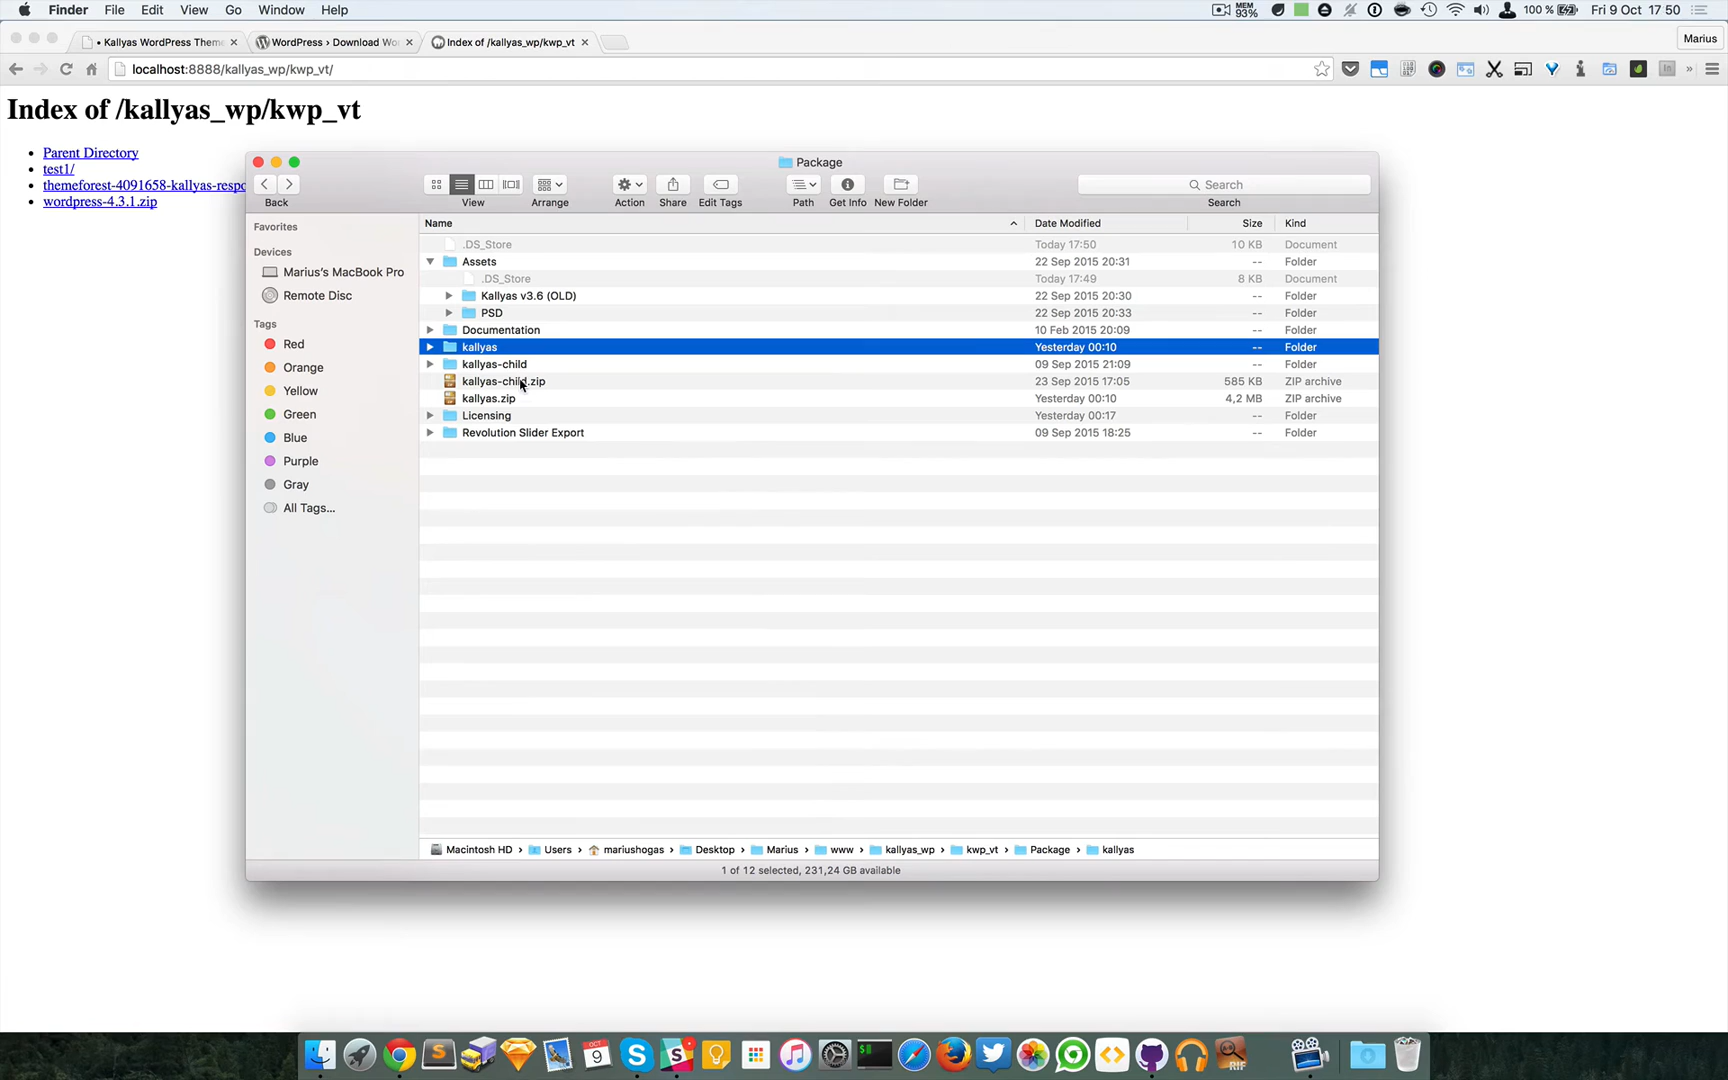 Finder File Edit View Go Window Help MEM 93% 100 % Fri 9 Oct 17 50
• Kallyas WordPress Theme WordPress › Download Wo Index of /kallyas_wp/kwp_vt Marius
localhost:8888/kallyas_wp/kwp_vt/
Index of /kallyas_wp/kwp_vt
Parent Directory
test1/
themeforest-4091658-kallyas-respo
wordpress-4.3.1.zip
Package
Search
Back View Arrange Action Share Edit Tags Path Get Info New Folder Search
Favorites
Devices
Marius's MacBook Pro
Remote Disc
Tags
Red
Orange
Yellow
Green
Blue
Purple
Gray
All Tags...
Name Date Modified Size Kind
.DS_Store Today 17:50 10 KB Document
Assets 22 Sep 2015 20:31 -- Folder
.DS_Store Today 17:49 8 KB Document
Kallyas v3.6 (OLD) 22 Sep 2015 20:30 -- Folder
PSD 22 Sep 2015 20:33 -- Folder
Documentation 10 Feb 2015 20:09 -- Folder
kallyas Yesterday 00:10 -- Folder
kallyas-child 09 Sep 2015 21:09 -- Folder
kallyas-child.zip 23 Sep 2015 17:05 585 KB ZIP archive
kallyas.zip Yesterday 00:10 4,2 MB ZIP archive
Licensing Yesterday 00:17 -- Folder
Revolution Slider Export 09 Sep 2015 18:25 -- Folder
Macintosh HD › Users › mariushogas › Desktop › Marius › www › kallyas_wp › kwp_vt › Package › kallyas
1 of 12 selected, 231,24 GB available
OCT
9
RIF